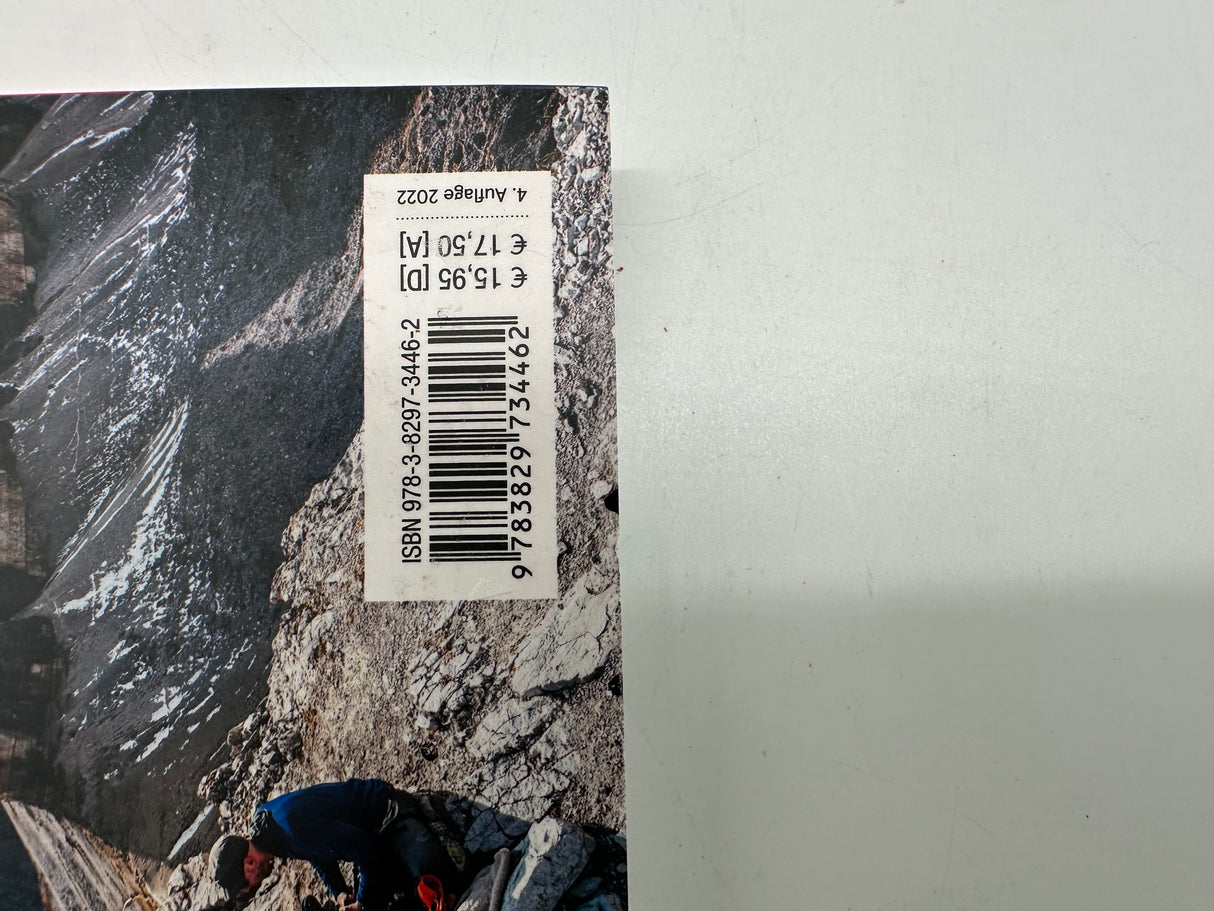 4. Auflage 2022
€ 17,50 [A]
€ 15,95 [D]
ISBN 978-3-8297-3446-2
9 783829 734462